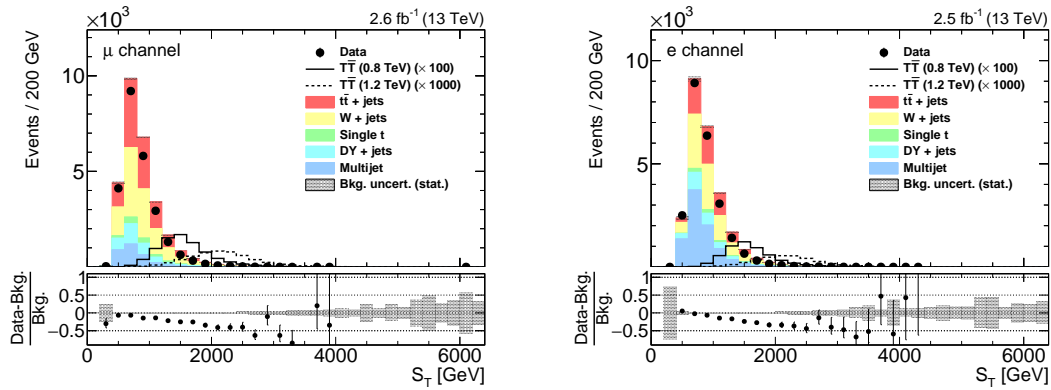 ×10³ 2.6 fb⁻¹ (13 TeV)
μ channel
Events / 200 GeV
10
5
Data
TT̅ (0.8 TeV) (× 100)
TT̅ (1.2 TeV) (× 1000)
tt̅ + jets
W + jets
Single t
DY + jets
Multijet
Bkg. uncert. (stat.)
Data-Bkg
Bkg.
1
0.5
0
−0.5
0 2000 4000 6000
S_T [GeV]
×10³ 2.5 fb⁻¹ (13 TeV)
e channel
Events / 200 GeV
10
5
Data
TT̅ (0.8 TeV) (× 100)
TT̅ (1.2 TeV) (× 1000)
tt̅ + jets
W + jets
Single t
DY + jets
Multijet
Bkg. uncert. (stat.)
Data-Bkg
Bkg.
1
0.5
0
−0.5
0 2000 4000 6000
S_T [GeV]